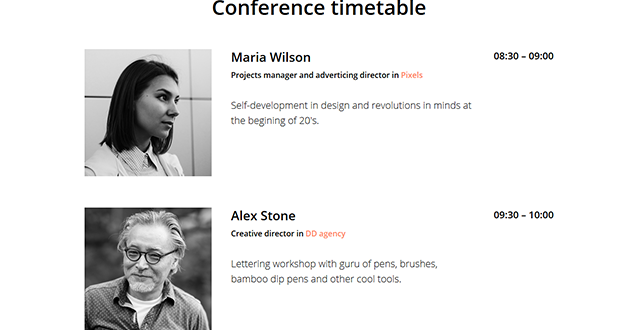 Conference timetable
Maria Wilson
08:30 – 09:00
Projects manager and adverticing director in Pixels
Self-development in design and revolutions in minds at
the begining of 20's.
Alex Stone
09:30 – 10:00
Creative director in DD agency
Lettering workshop with guru of pens, brushes,
bamboo dip pens and other cool tools.